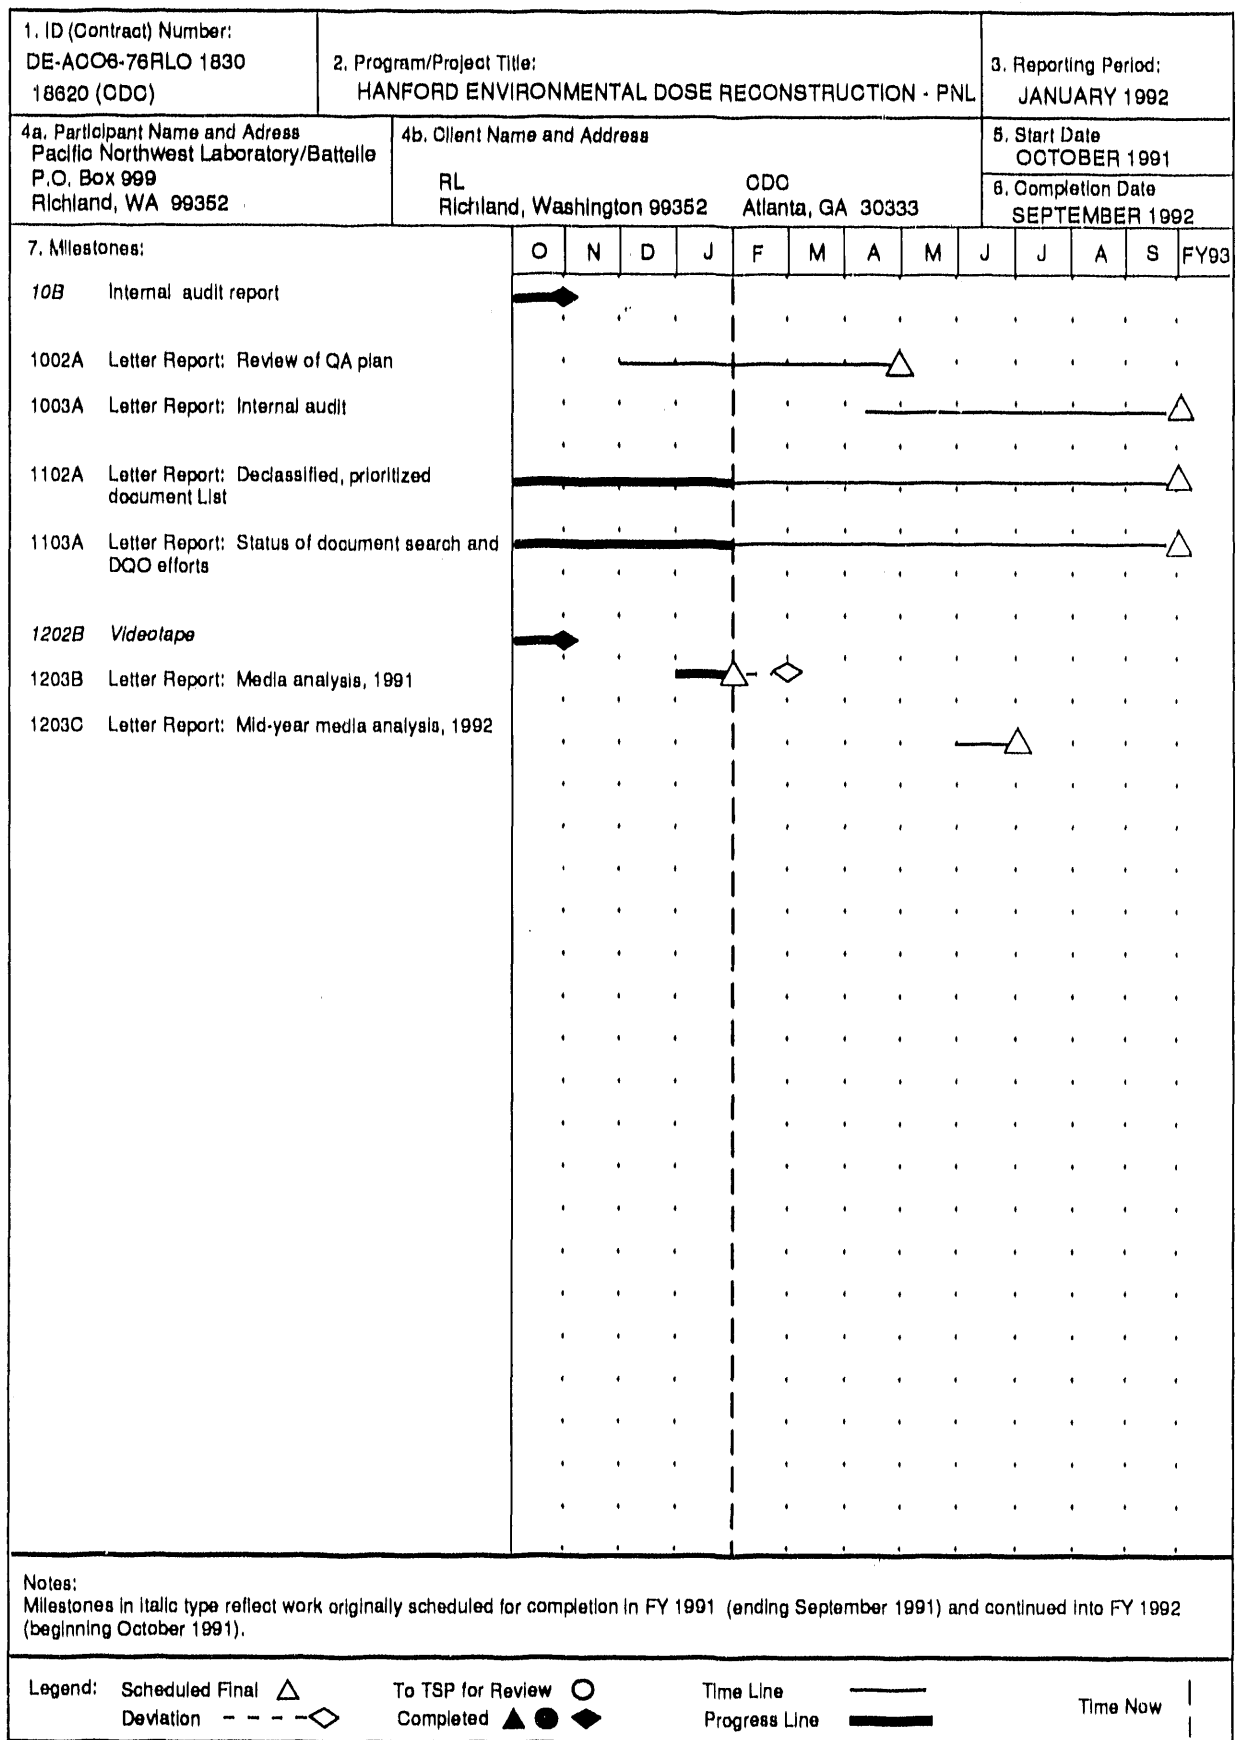 1. ID (Contract) Number:
DE-ACO6-76RLO 1830
18620 (CDC)
2. Program/Project Title:
HANFORD ENVIRONMENTAL DOSE RECONSTRUCTION - PNL
3. Reporting Period:
JANUARY 1992
4a. Participant Name and Adress
Pacific Northwest Laboratory/Battelle
P.O. Box 999
Richland, WA 99352
4b. Client Name and Address
RL CDC
Richland, Washington 99352 Atlanta, GA 30333
5. Start Date
OCTOBER 1991
6. Completion Date
SEPTEMBER 1992
7. Milestones:
O N D J F M A M J J A S FY93
10B Internal audit report
1002A Letter Report: Review of QA plan
1003A Letter Report: Internal audit
1102A Letter Report: Declassified, prioritized
document List
1103A Letter Report: Status of document search and
DQO efforts
1202B Videotape
1203B Letter Report: Media analysis, 1991
1203C Letter Report: Mid-year media analysis, 1992
Notes:
Milestones in italic type reflect work originally scheduled for completion in FY 1991 (ending September 1991) and continued into FY 1992
(beginning October 1991).
Legend: Scheduled Final To TSP for Review Time Line Time Now
Deviation Completed Progress Line